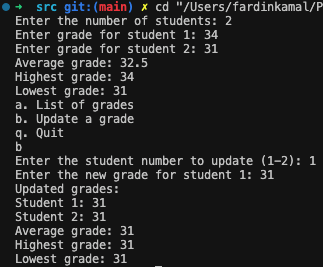 ➜ src git:(main) ✗ cd "/Users/fardinkamal/P
Enter the number of students: 2
Enter grade for student 1: 34
Enter grade for student 2: 31
Average grade: 32.5
Highest grade: 34
Lowest grade: 31
a. List of grades
b. Update a grade
q. Quit
b
Enter the student number to update (1-2): 1
Enter the new grade for student 1: 31
Updated grades:
Student 1: 31
Student 2: 31
Average grade: 31
Highest grade: 31
Lowest grade: 31